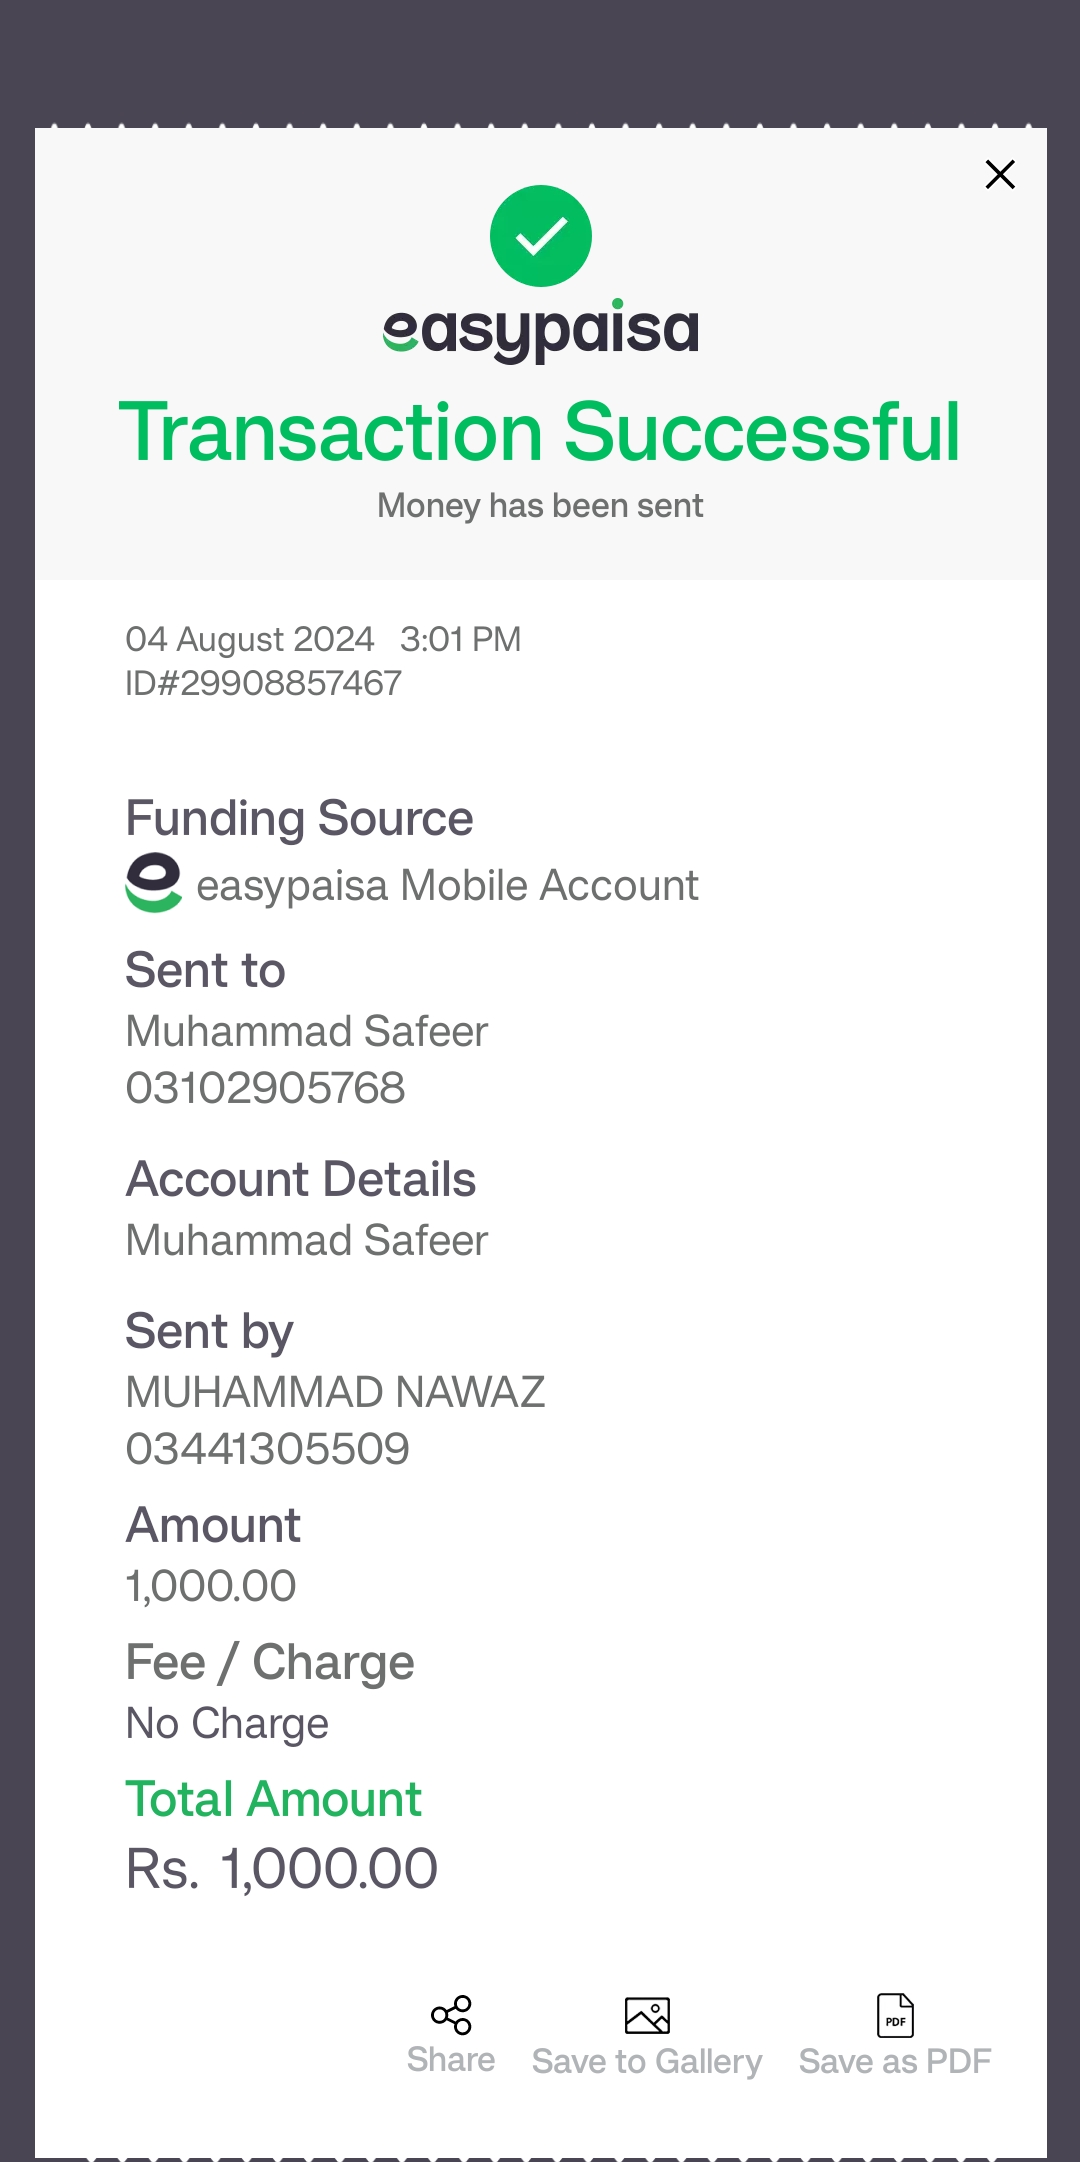 easypaisa
Transaction Successful
Money has been sent
04 August 2024 3:01 PM
ID#29908857467
Funding Source
easypaisa Mobile Account
Sent to
Muhammad Safeer
03102905768
Account Details
Muhammad Safeer
Sent by
MUHAMMAD NAWAZ
03441305509
Amount
1,000.00
Fee / Charge
No Charge
Total Amount
Rs. 1,000.00
PDF
Share Save to Gallery Save as PDF